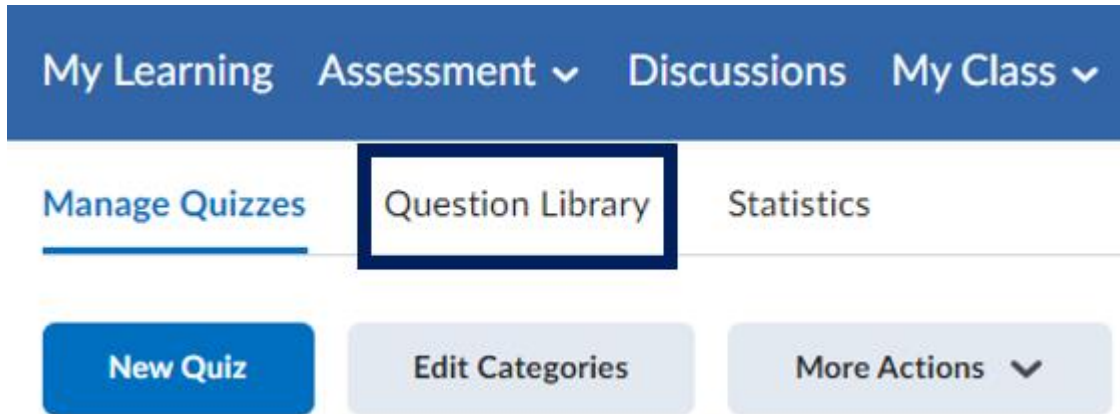 My Learning Assessment Discussions My Class
Manage Quizzes Question Library Statistics
New Quiz Edit Categories More Actions